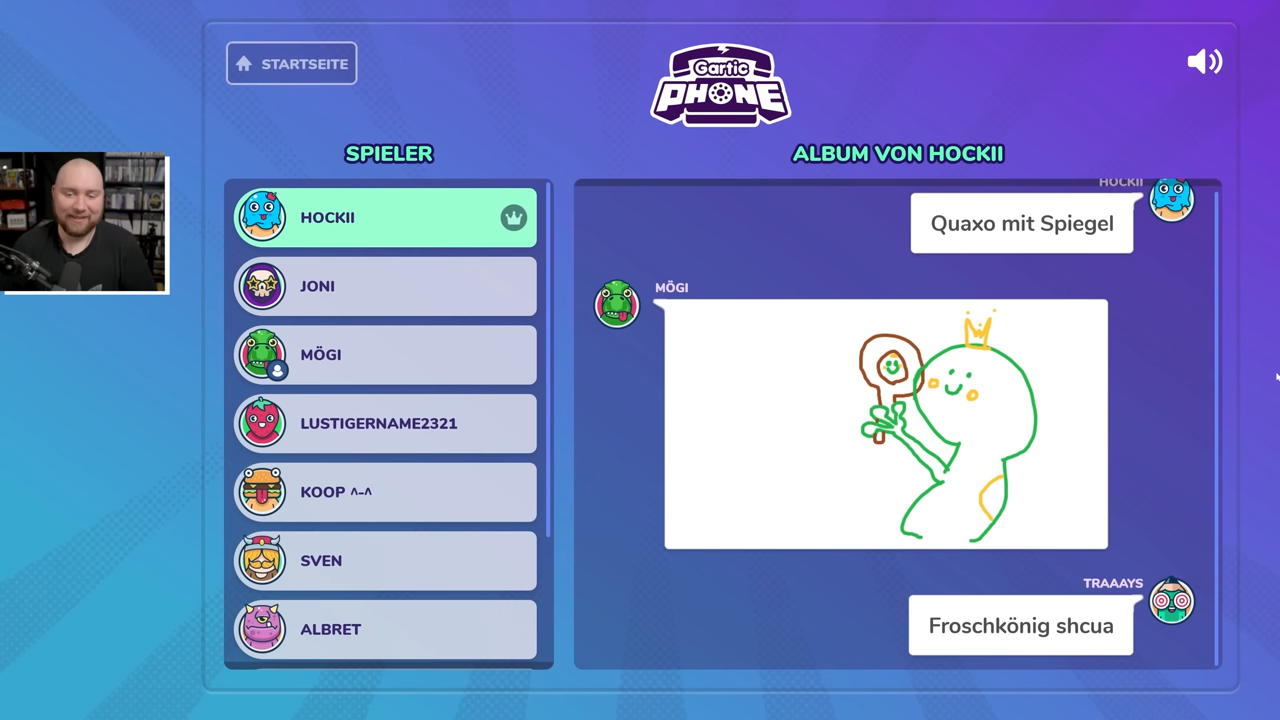 STARTSEITE
Gartic
PHONE
SPIELER
HOCKII
JONI
MÖGI
LUSTIGERNAME2321
KOOP ^-^
SVEN
ALBRET
ALBUM VON HOCKII
HOCKII
Quaxo mit Spiegel
MÖGI
TRAAAYS
Froschkönig shcua